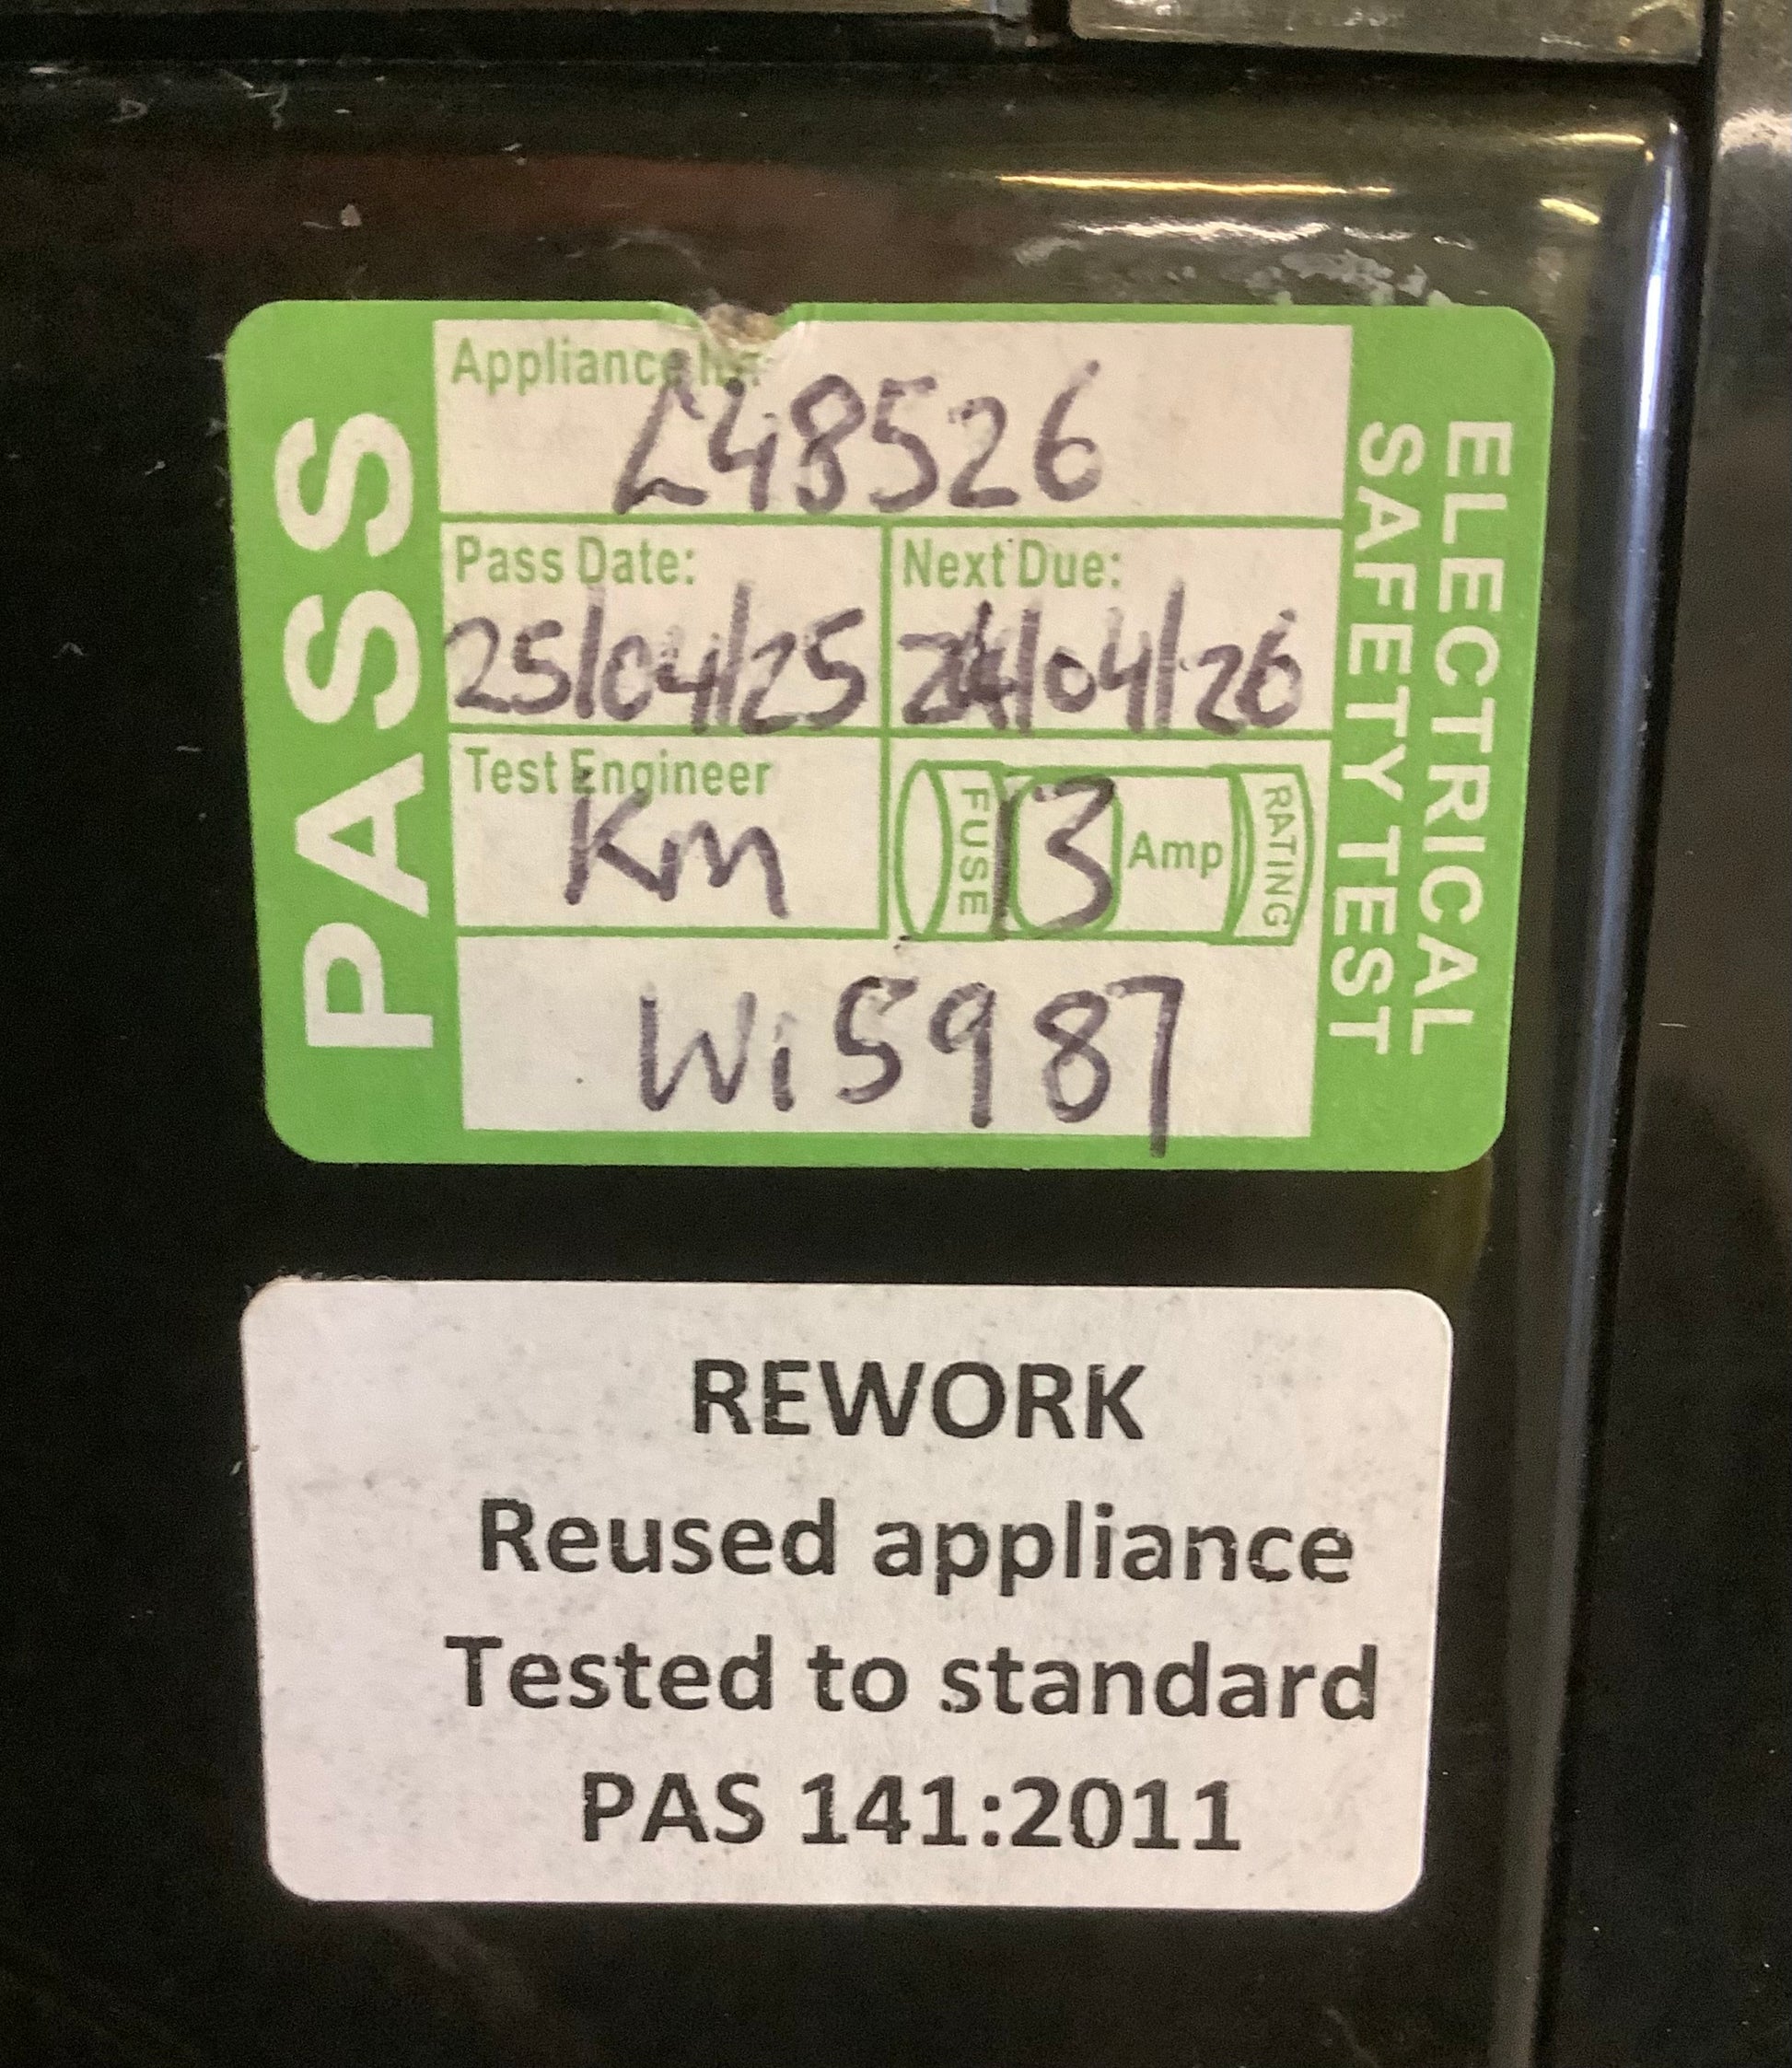 PASS
Appliance No:
L48526
Pass Date:
25/04/25
Next Due:
24/04/26
Test Engineer
Km
FUSE
13
Amp
RATING
Wi5987
ELECTRICAL
SAFETY TEST
REWORK
Reused appliance
Tested to standard
PAS 141:2011